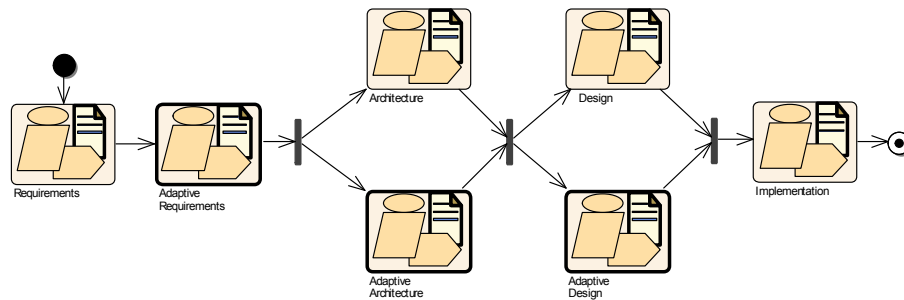 Requirements
Adaptive
Requirements
Architecture
Adaptive
Architecture
Design
Adaptive
Design
Implementation